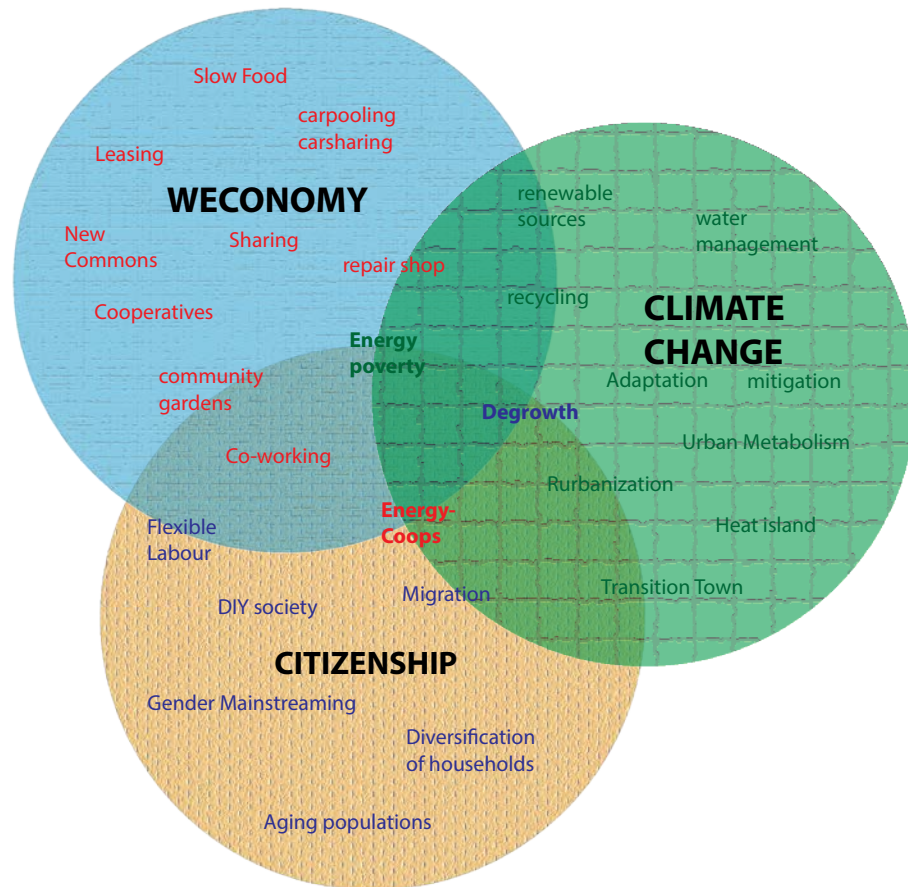 Slow Food
carpooling
carsharing
Leasing
WECONOMY
New
Commons
Sharing
repair shop
Cooperatives
community
gardens
Co-working
renewable
sources
water
management
recycling
CLIMATE
CHANGE
Energy
poverty
Adaptation
mitigation
Degrowth
Urban Metabolism
Rurbanization
Heat island
Energy-
Coops
Transition Town
Flexible
Labour
Migration
DIY society
CITIZENSHIP
Gender Mainstreaming
Diversification
of households
Aging populations